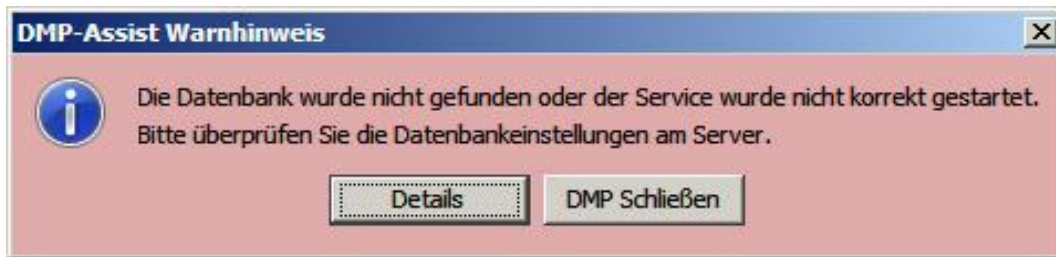 DMP-Assist Warnhinweis
Die Datenbank wurde nicht gefunden oder der Service wurde nicht korrekt gestartet.
Bitte überprüfen Sie die Datenbankeinstellungen am Server.
Details DMP Schließen